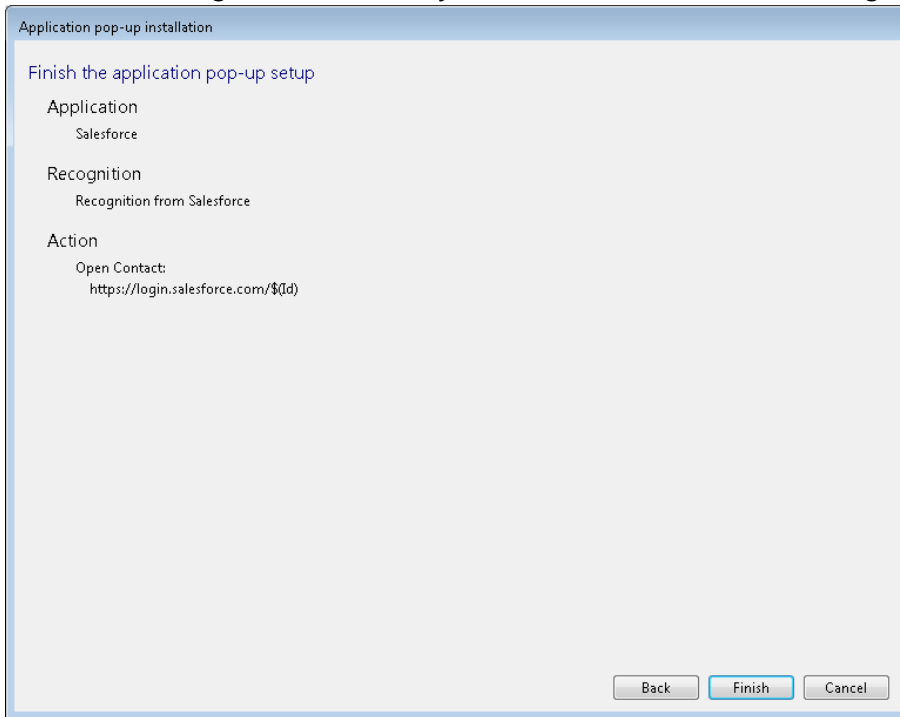 Application pop-up installation
Finish the application pop-up setup
Application
Salesforce
Recognition
Recognition from Salesforce
Action
Open Contact:
https://login.salesforce.com/$(Id)
Back Finish Cancel